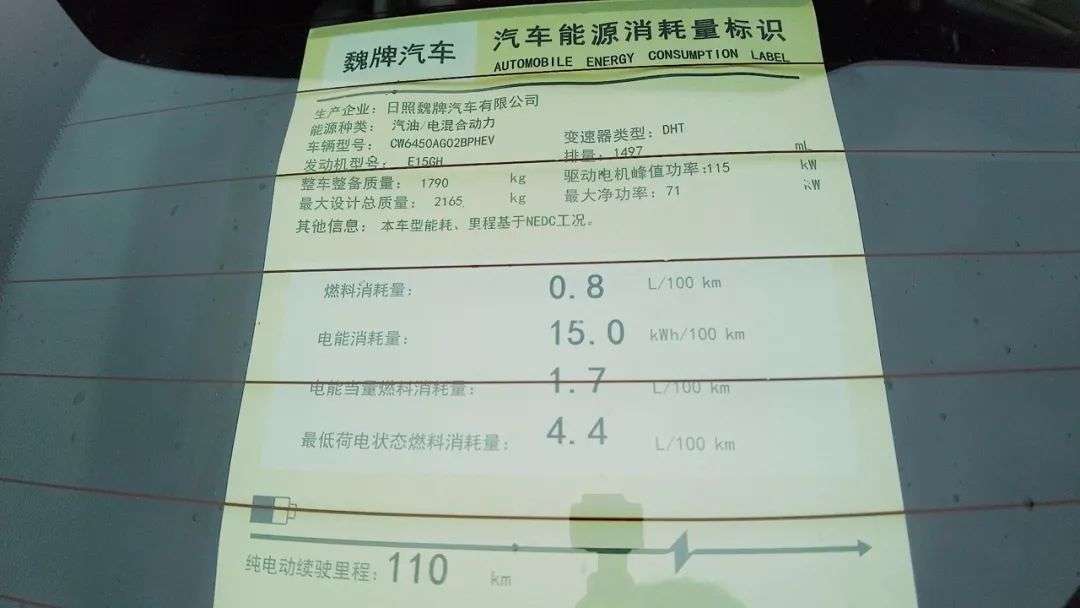 魏牌汽车
汽车能源消耗量标识
AUTOMOBILE ENERGY CONSUMPTION LABEL
生产企业：日照魏牌汽车有限公司
能源种类： 汽油/电混合动力
车辆型号： CW6450AG02BPHEV
变速器类型：DHT
发动机型号： E15GH
排量：1497 mL
整车整备质量： 1790 kg
驱动电机峰值功率：115 kW
最大设计总质量： 2165 kg
最大净功率：71 kW
其他信息： 本车型能耗、里程基于NEDC工况。
燃料消耗量： 0.8 L/100 km
电能消耗量： 15.0 kWh/100 km
电能当量燃料消耗量： 1.7 L/100 km
最低荷电状态燃料消耗量： 4.4 L/100 km
纯电动续驶里程：110 km